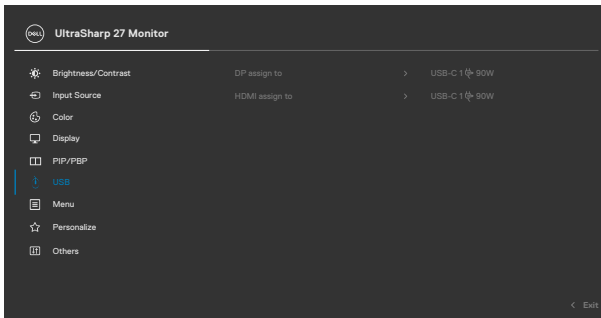 DELL UltraSharp 27 Monitor
Brightness/Contrast DP assign to > USB-C 1 90W
Input Source HDMI assign to > USB-C 1 90W
Color
Display
PIP/PBP
USB
Menu
Personalize
Others
< Exit